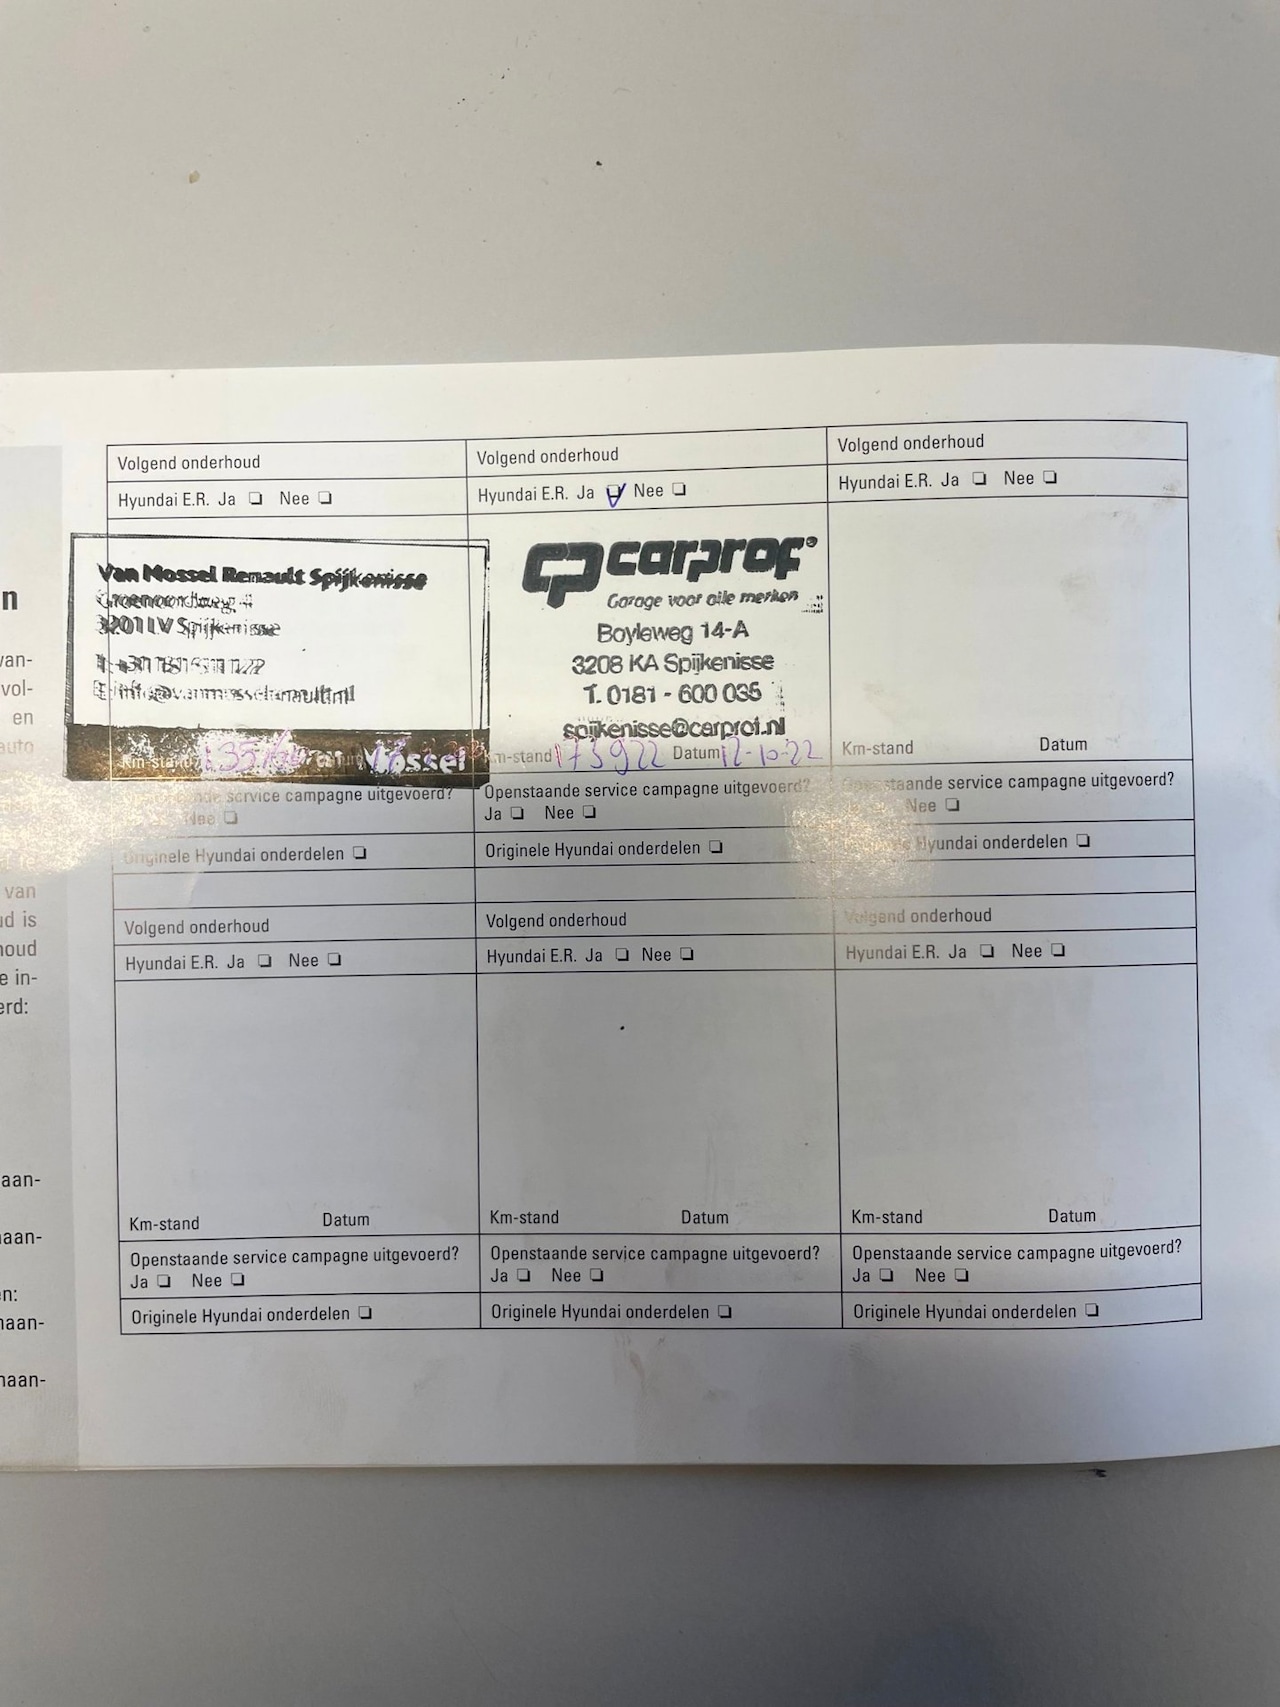 Volgend onderhoud
Hyundai E.R. Ja Nee
Van Mossel Renault Spijkenisse
Groenoordweg 4
3201 LV Spijkenisse
Km-stand
Mossel
service campagne uitgevoerd?
Nee
Originele Hyundai onderdelen
Volgend onderhoud
Hyundai E.R. Ja Nee
carprof
Garage voor alle merken
Boyleweg 14-A
3208 KA Spijkenisse
T. 0181 - 600 035
spijkenisse@carprof.nl
Km-stand 173922 Datum 12-10-22
Openstaande service campagne uitgevoerd?
Ja Nee
Originele Hyundai onderdelen
Volgend onderhoud
Hyundai E.R. Ja Nee
Km-stand Datum
Openstaande service campagne uitgevoerd?
Nee
Hyundai onderdelen
Volgend onderhoud
Hyundai E.R. Ja Nee
Km-stand Datum
Openstaande service campagne uitgevoerd?
Ja Nee
Originele Hyundai onderdelen
Volgend onderhoud
Hyundai E.R. Ja Nee
Km-stand Datum
Openstaande service campagne uitgevoerd?
Ja Nee
Originele Hyundai onderdelen
Volgend onderhoud
Hyundai E.R. Ja Nee
Km-stand Datum
Openstaande service campagne uitgevoerd?
Ja Nee
Originele Hyundai onderdelen